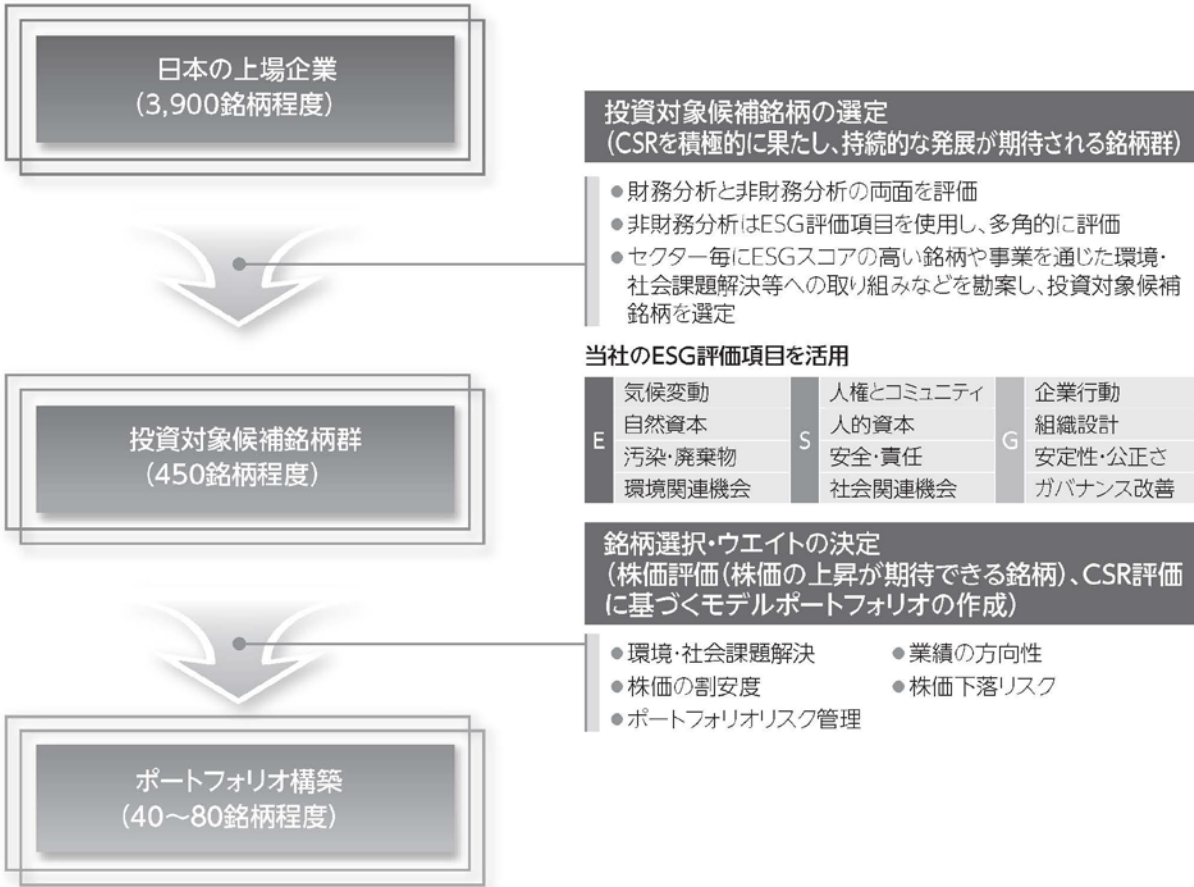 日本の上場企業
(3,900銘柄程度)
投資対象候補銘柄の選定
(CSRを積極的に果たし、持続的な発展が期待される銘柄群)
●財務分析と非財務分析の両面を評価
●非財務分析はESG評価項目を使用し、多角的に評価
●セクター毎にESGスコアの高い銘柄や事業を通じた環境・
社会課題解決等への取り組みなどを勘案し、投資対象候補
銘柄を選定
投資対象候補銘柄群
(450銘柄程度)
当社のESG評価項目を活用
E
気候変動
自然資本
汚染・廃棄物
環境関連機会
S
人権とコミュニティ
人的資本
安全・責任
社会関連機会
G
企業行動
組織設計
安定性・公正さ
ガバナンス改善
銘柄選択・ウエイトの決定
(株価評価(株価の上昇が期待できる銘柄)、CSR評価
に基づくモデルポートフォリオの作成)
●環境・社会課題解決
●業績の方向性
●株価の割安度
●株価下落リスク
●ポートフォリオリスク管理
ポートフォリオ構築
(40～80銘柄程度)